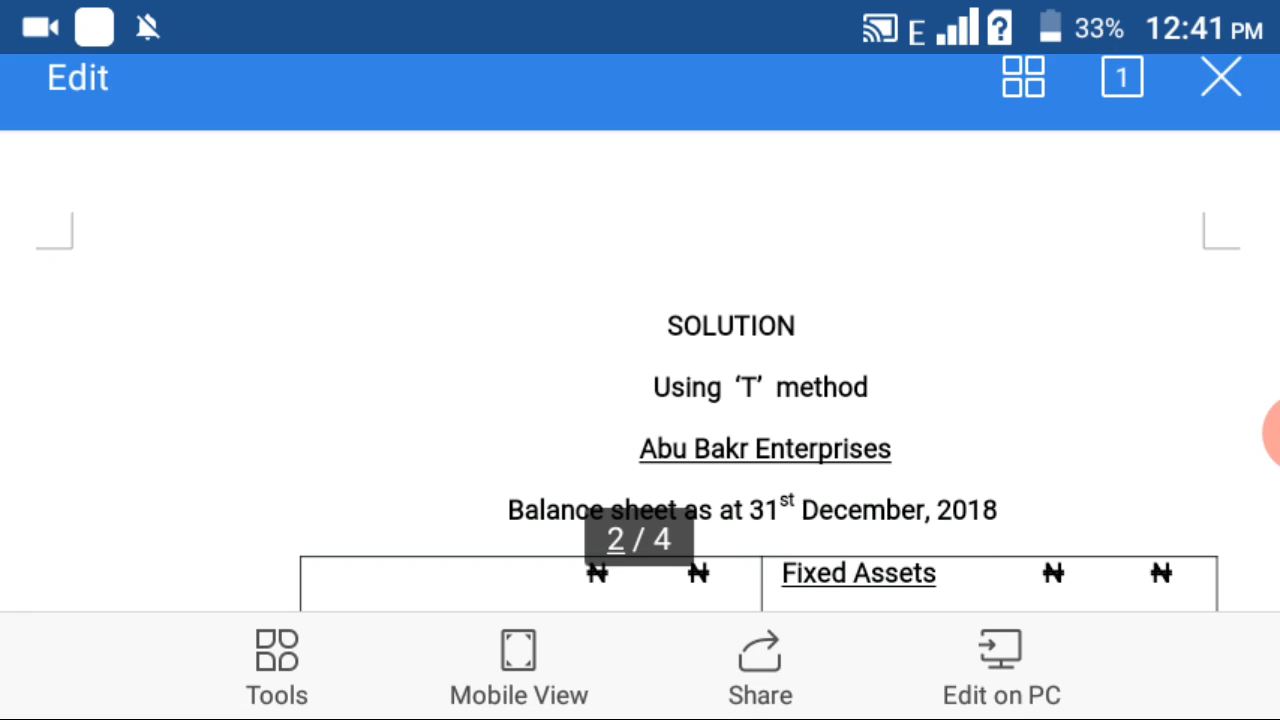 E ? 33% 12:41 PM
Edit 1
SOLUTION
Using ‘T’ method
Abu Bakr Enterprises
Balance sheet as at 31st December, 2018
2 / 4
₦ ₦ Fixed Assets ₦ ₦
Tools Mobile View Share Edit on PC